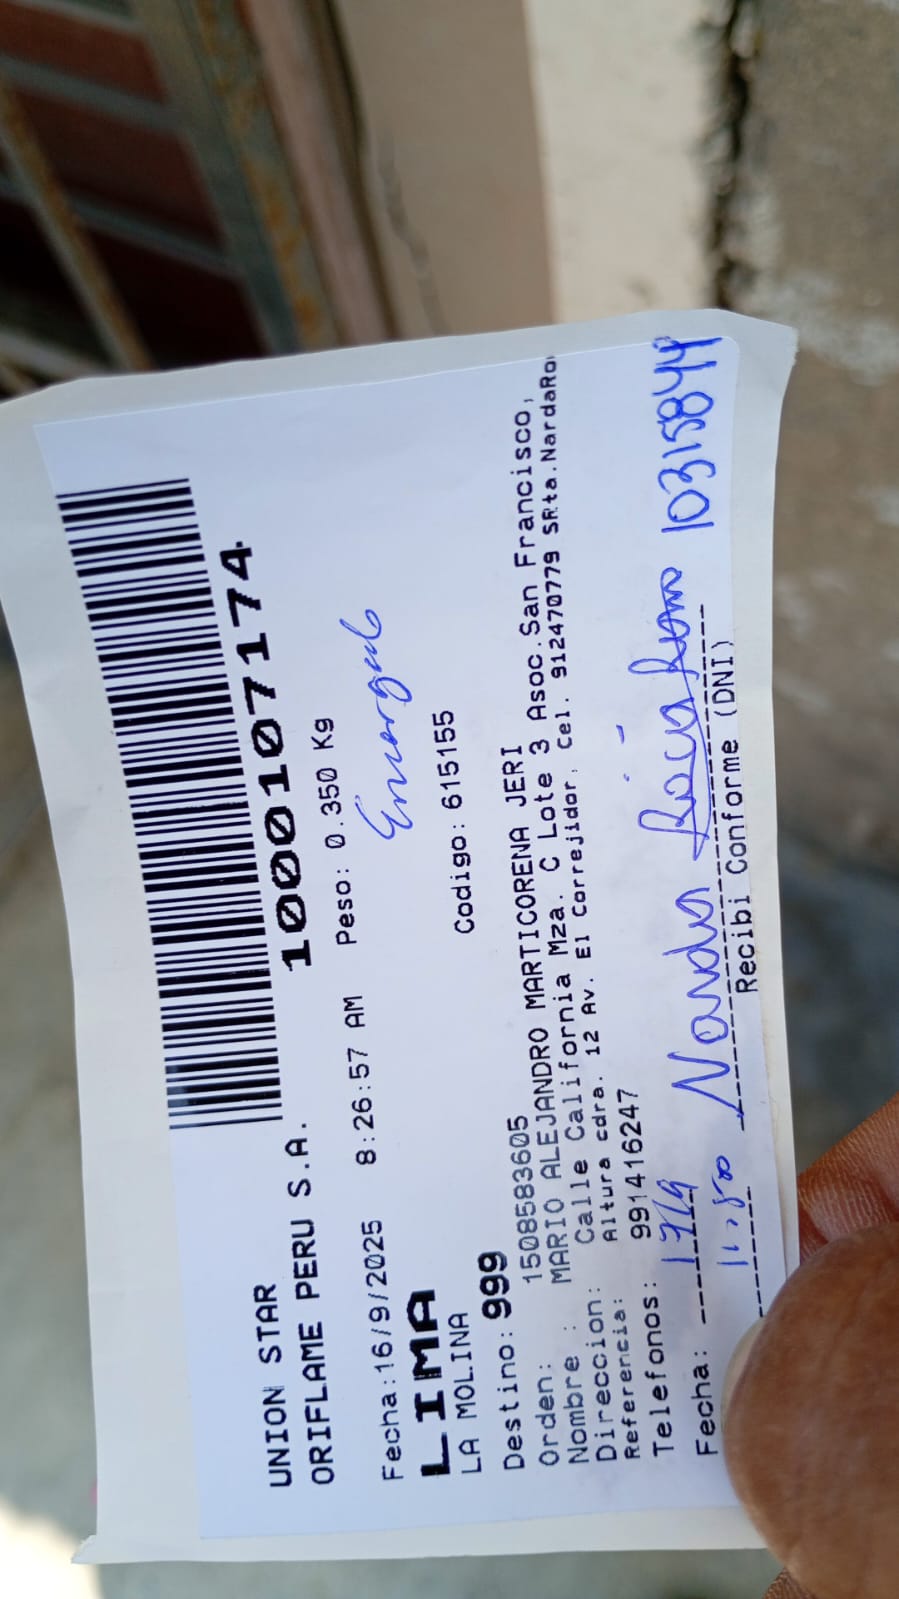 UNION STAR
ORIFLAME PERU S.A. 1000107174
Fecha:16/9/2025 8:26:57 AM Peso: 0.350 Kg
LIMA
LA MOLINA Codigo: 615155
Destino: 999
Orden: 1508583605
Nombre : MARIO ALEJANDRO MARTICORENA JERI
Direccion: Calle California Mza. C Lote 3 Asoc.San Francisco,
Referencia: Altura cdra. 12 Av. El Correjidor, Cel. 912470779 SRta.NardaRo
Telefonos: 991416247
Fecha: 17/9 Narda 10315844
Recibi Conforme (DNI)